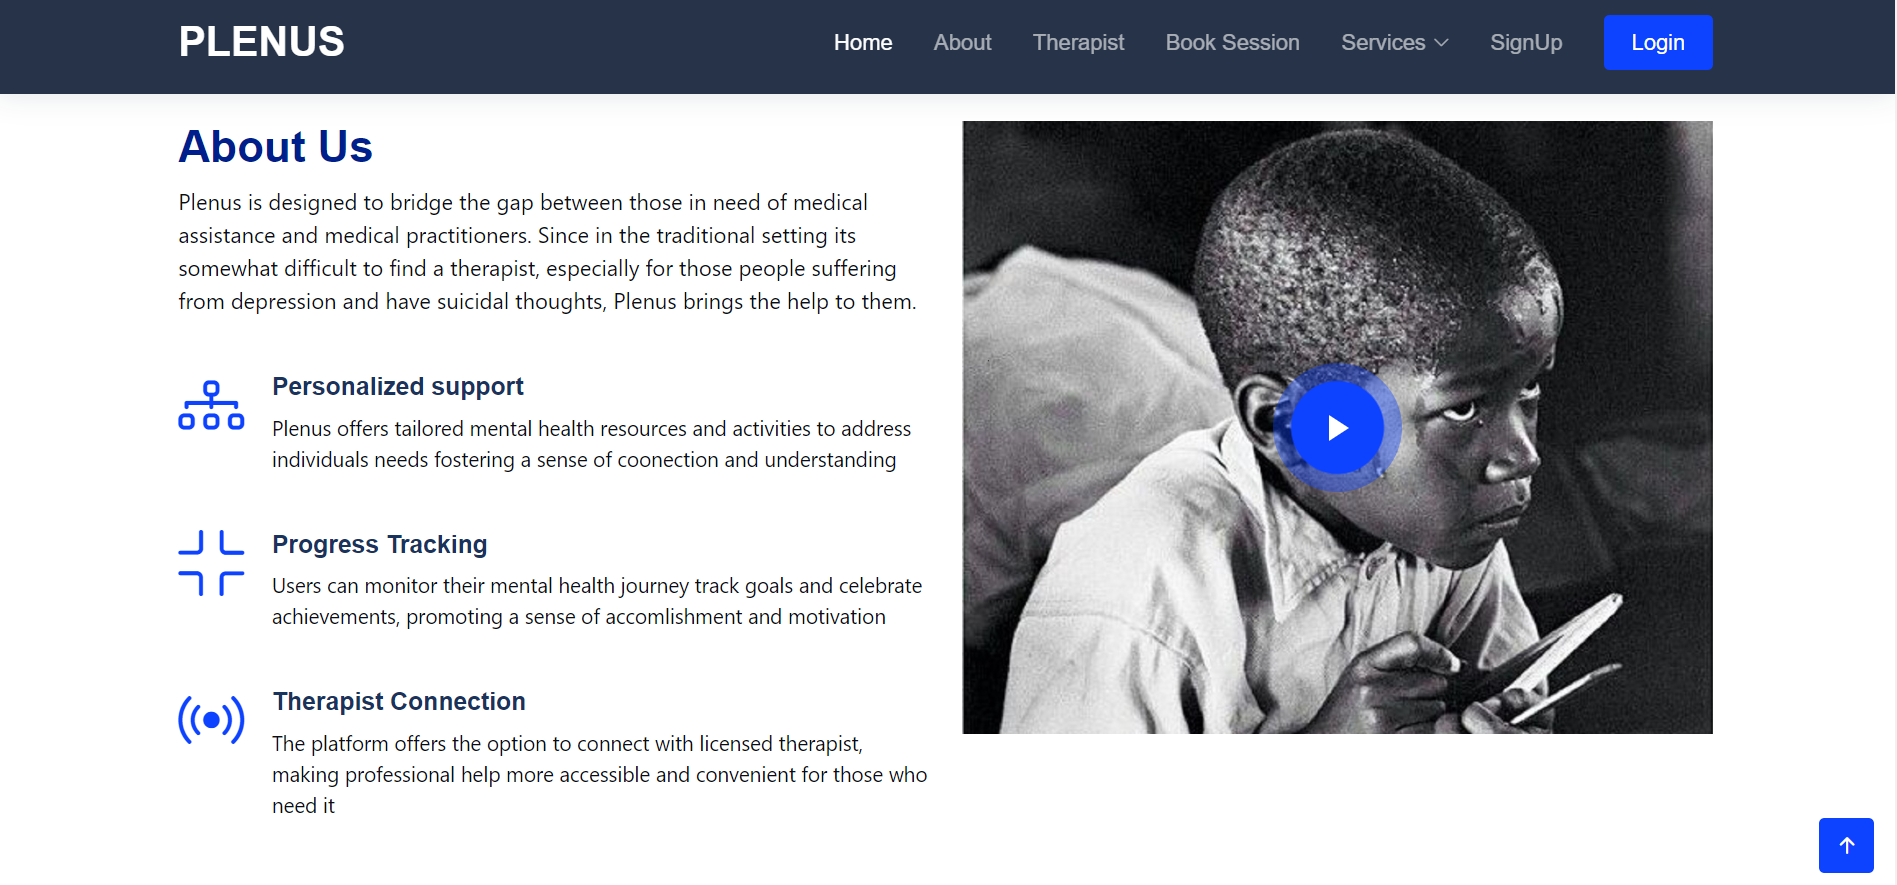 PLENUS
Home About Therapist Book Session Services SignUp Login
About Us
Plenus is designed to bridge the gap between those in need of medical
assistance and medical practitioners. Since in the traditional setting its
somewhat difficult to find a therapist, especially for those people suffering
from depression and have suicidal thoughts, Plenus brings the help to them.
Personalized support
Plenus offers tailored mental health resources and activities to address
individuals needs fostering a sense of coonection and understanding
Progress Tracking
Users can monitor their mental health journey track goals and celebrate
achievements, promoting a sense of accomlishment and motivation
Therapist Connection
The platform offers the option to connect with licensed therapist,
making professional help more accessible and convenient for those who
need it